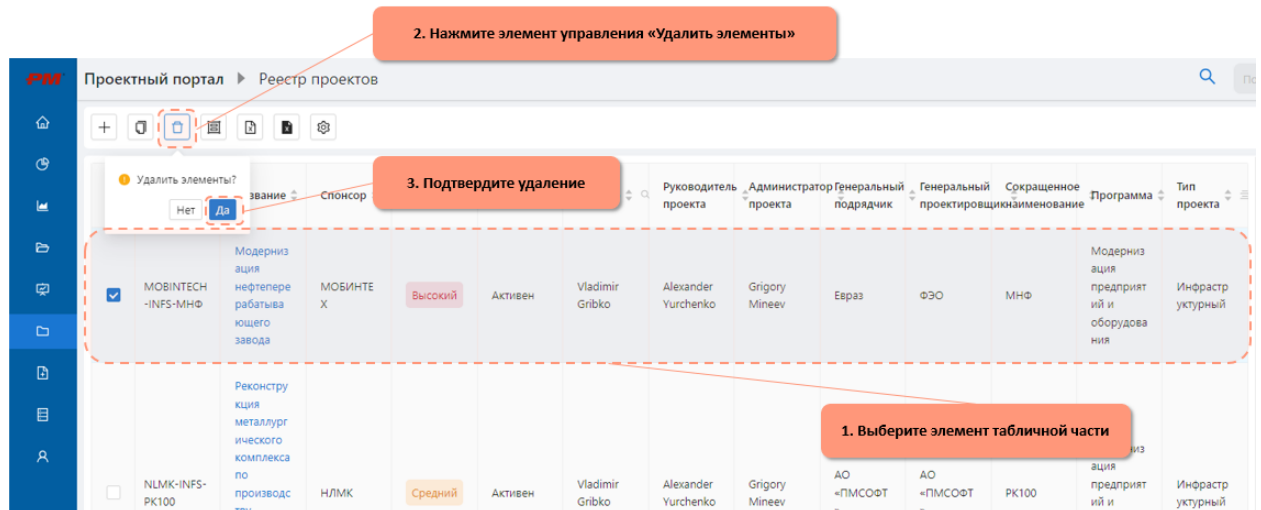 2. Нажмите элемент управления «Удалить элементы»
PM
Проектный портал ▶ Реестр проектов
Удалить элементы?
Нет Да
3. Подтвердите удаление
звание Спонсор Руководитель проекта Администратор проекта Генеральный подрядчик Генеральный проектировщик Сокращенное наименование Программа Тип проекта
MOBINTECH
-INFS-МНФ
Модерниз
ация
нефтепере
рабатыва
ющего
завода
МОБИНТЕ
Х
Высокий
Активен
Vladimir
Gribko
Alexander
Yurchenko
Grigory
Mineev
Евраз
ФЭО
МНФ
Модерниз
ация
предприят
ий и
оборудова
ния
Инфрастр
уктурный
1. Выберите элемент табличной части
NLMK-INFS-
РК100
Реконстру
кция
металлург
ического
комплекса
по
производс
НЛМК
Средний
Активен
Vladimir
Gribko
Alexander
Yurchenko
Grigory
Mineev
АО
«ПМСОФТ
АО
«ПМСОФТ
РК100
ация
предприят
ий и
Инфрастр
уктурный